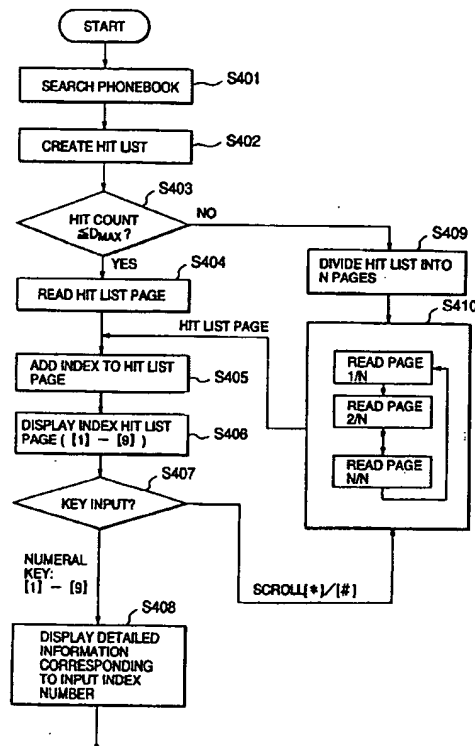 START
SEARCH PHONEBOOK
S401
CREATE HIT LIST
S402
S403
HIT COUNT
≦DMAX?
NO
YES
S404
READ HIT LIST PAGE
S409
DIVIDE HIT LIST INTO
N PAGES
S410
HIT LIST PAGE
READ PAGE
1/N
READ PAGE
2/N
READ PAGE
N/N
ADD INDEX TO HIT LIST
PAGE
S405
DISPLAY INDEX HIT LIST
PAGE ( [1] – [9] )
S406
S407
KEY INPUT?
NUMERAL
KEY:
[1] – [9]
SCROLL[*]/[#]
S408
DISPLAY DETAILED
INFORMATION
CORRESPONDING
TO INPUT INDEX
NUMBER